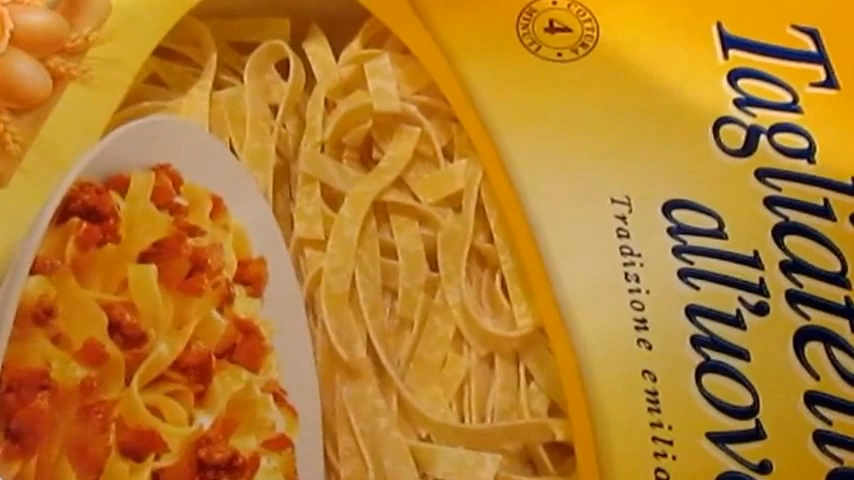 Tagliatell
all'uovo
Tradizione emilia
COTTURA
4
MINUTI